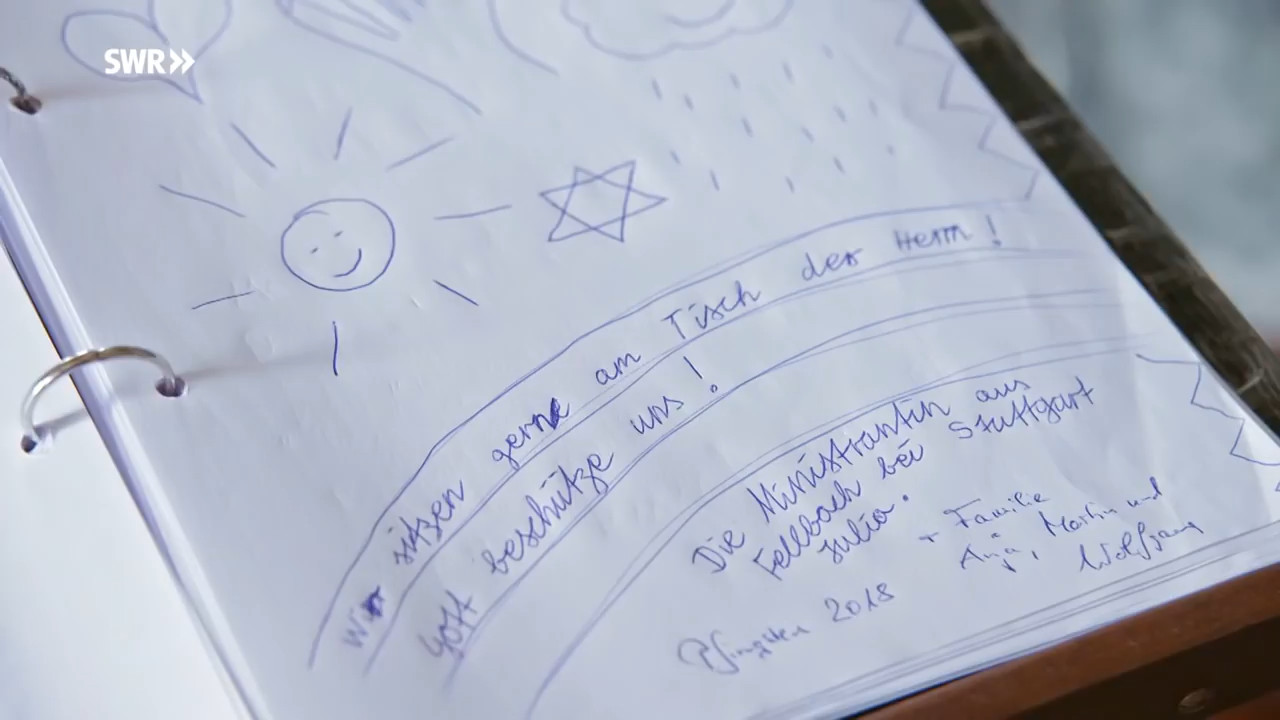 SWR»
Wir sitzen gerne am Tisch der Herrn!
Gott beschütze uns!
Die Ministrantin aus
Fellbach bei Stuttgart
Julia.
+ Familie
Anja, Martin und
Wolfgang
Pfingsten 2018